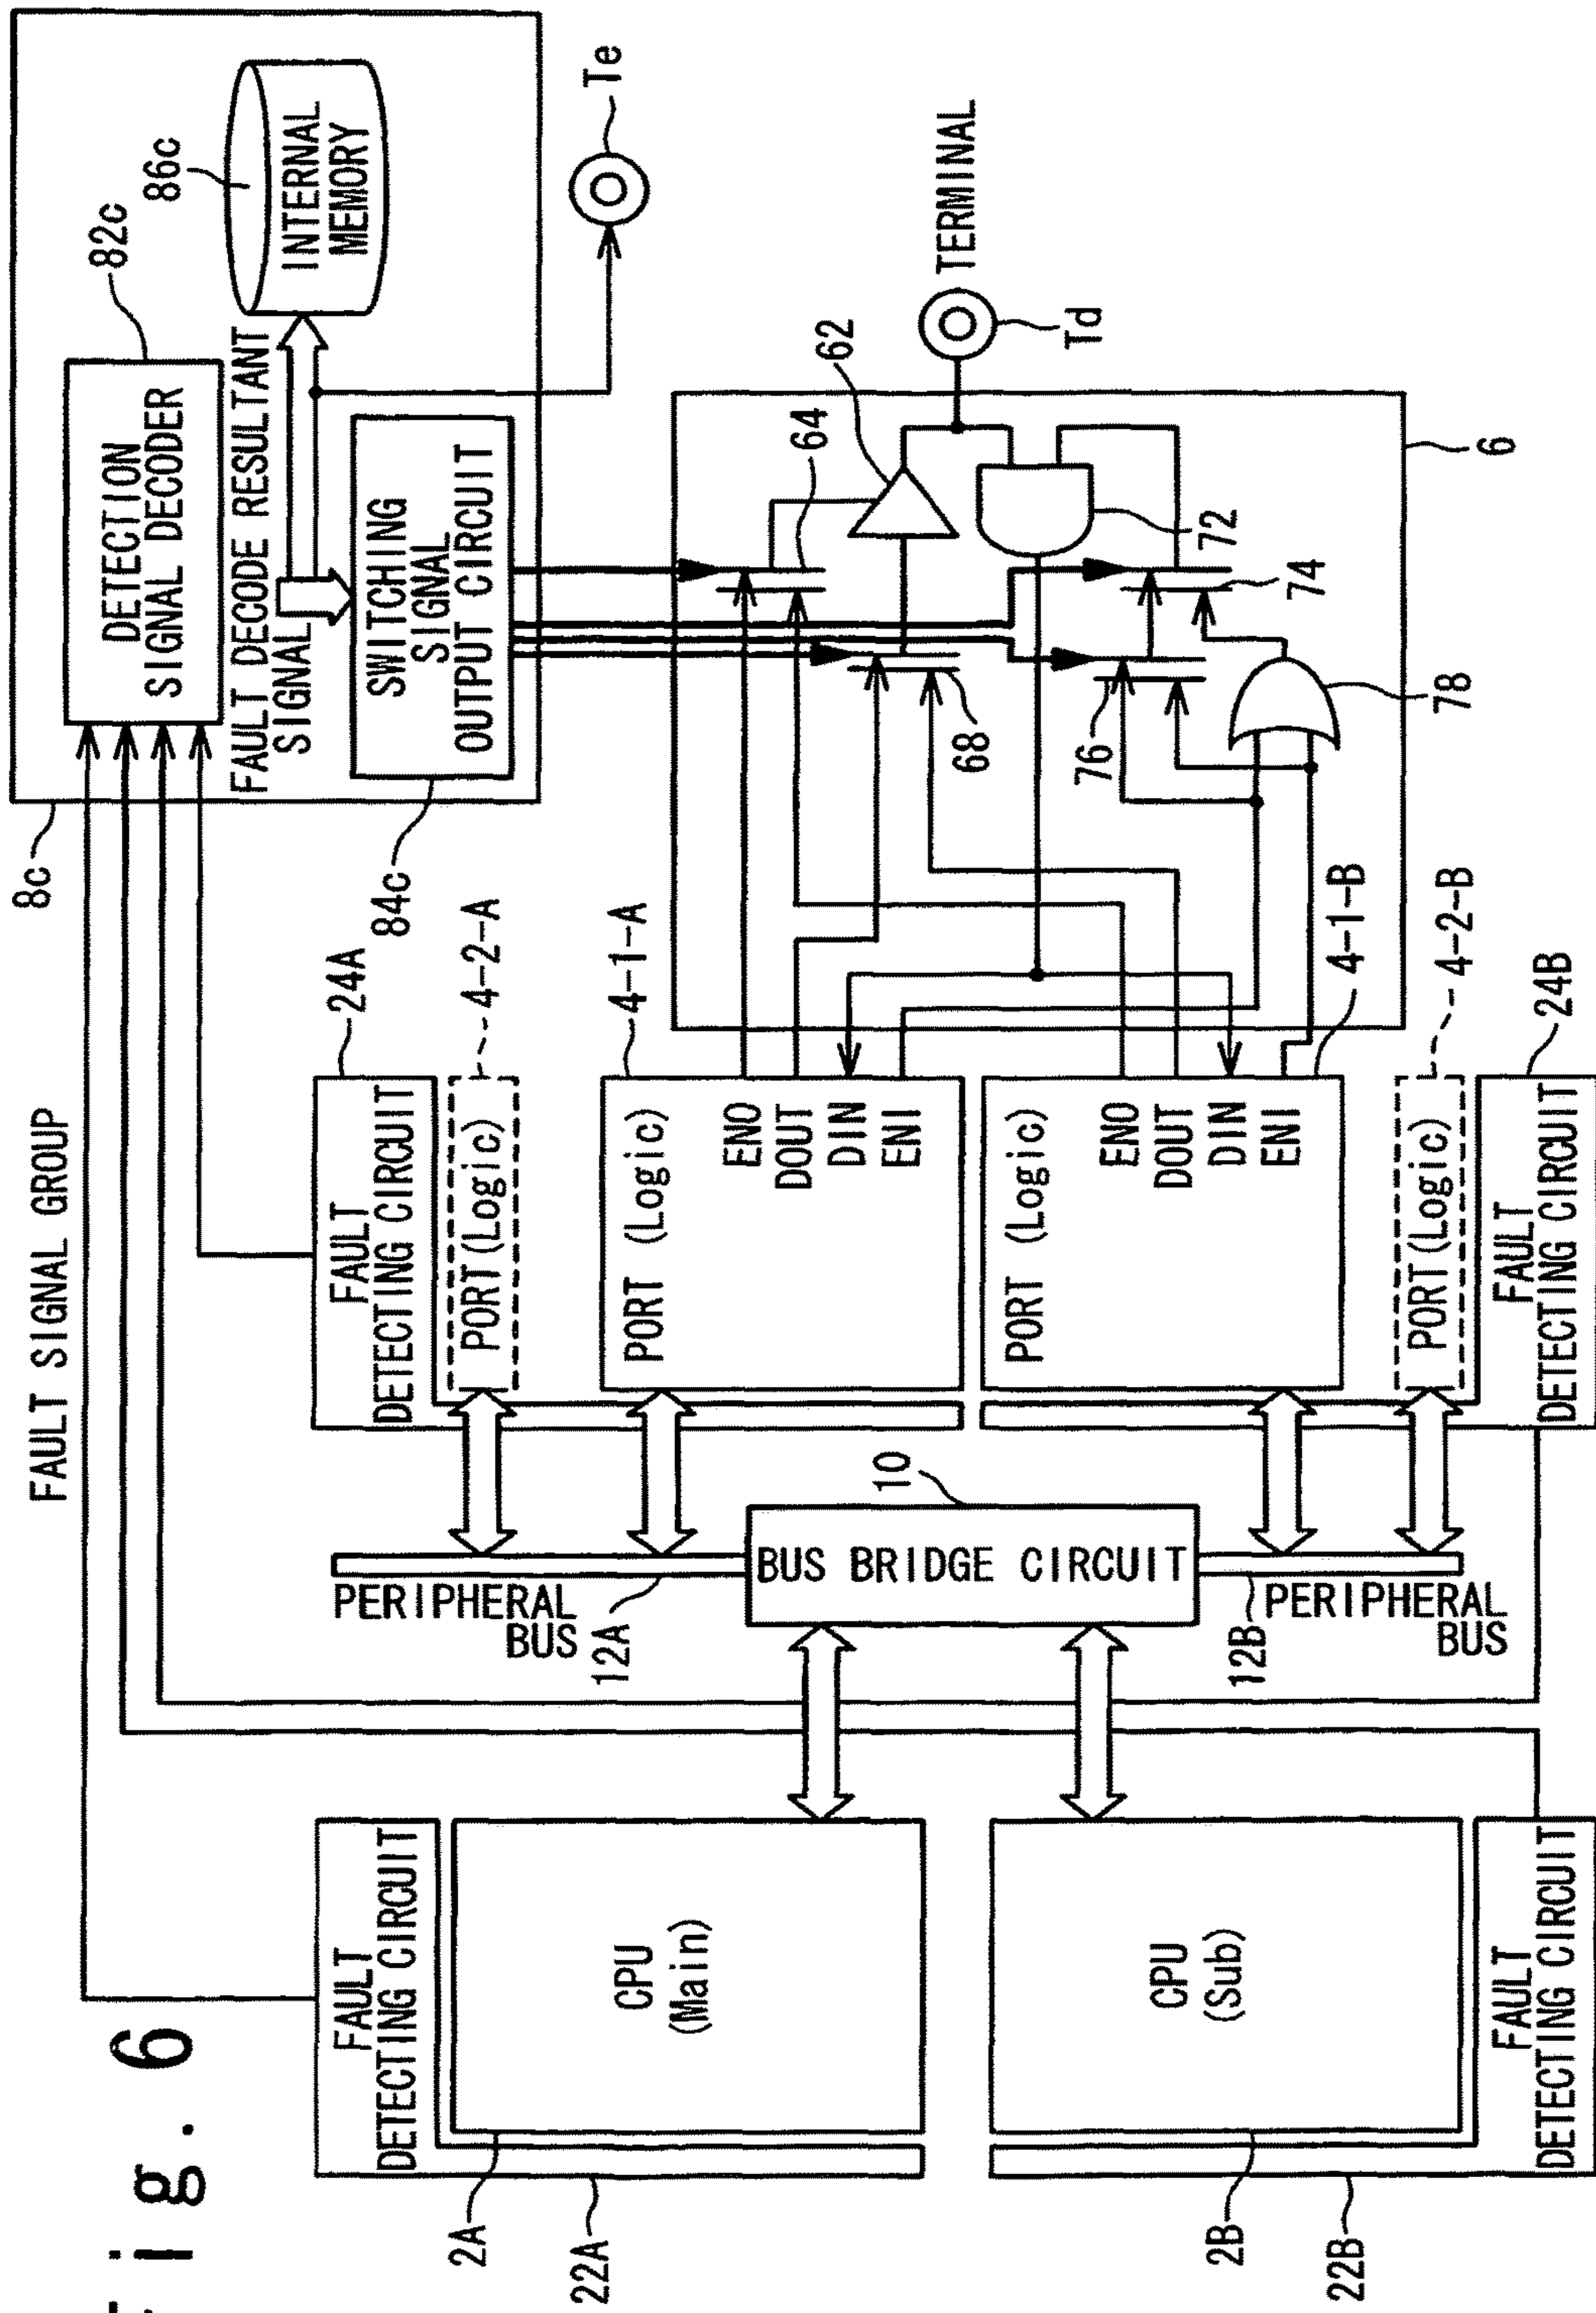 Fig. 6
FAULT SIGNAL GROUP
8c
DETECTION
SIGNAL DECODER
82c
86c
INTERNAL
MEMORY
FAULT DECODE RESULTANT
SIGNAL
SWITCHING
SIGNAL
OUTPUT CIRCUIT
84c
Te
FAULT
DETECTING CIRCUIT
22A
CPU
(Main)
2A
CPU
(Sub)
2B
FAULT
DETECTING CIRCUIT
22B
BUS BRIDGE CIRCUIT
10
PERIPHERAL
BUS
12A
PERIPHERAL
BUS
12B
FAULT
DETECTING CIRCUIT
24A
PORT(Logic)
4-2-A
PORT (Logic)
4-1-A
ENO
DOUT
DIN
ENI
PORT (Logic)
4-1-B
ENO
DOUT
DIN
ENI
PORT(Logic)
4-2-B
FAULT
DETECTING CIRCUIT
24B
62
64
68
72
74
76
78
6
TERMINAL
Td